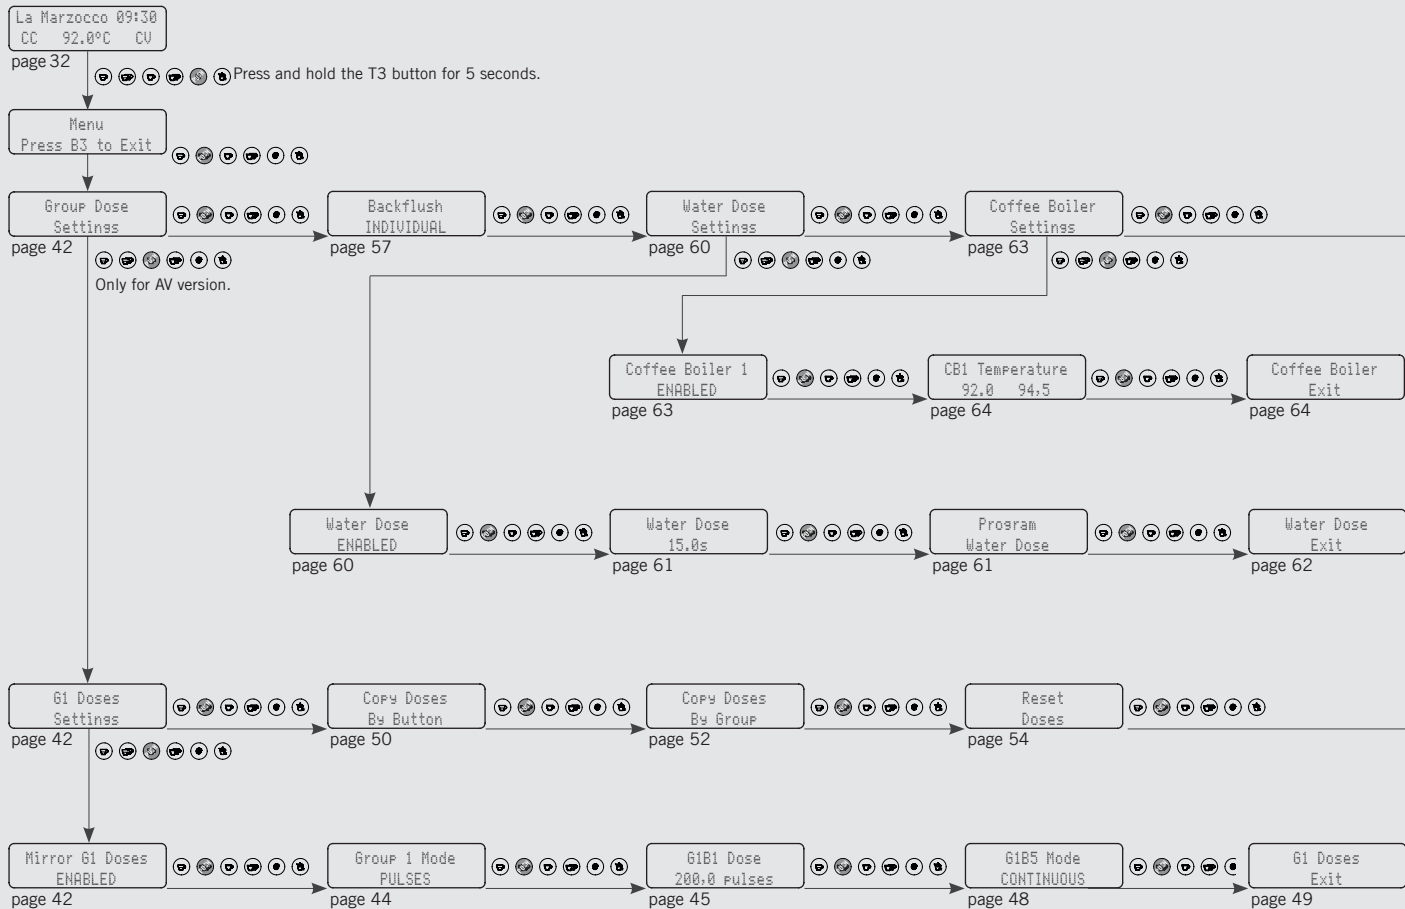 La Marzocco 09:30
CC 92.0°C CV
page 32
Press and hold the T3 button for 5 seconds.
Menu
Press B3 to Exit
Group Dose
Settings
page 42
Backflush
INDIVIDUAL
page 57
Water Dose
Settings
page 60
Coffee Boiler
Settings
page 63
Only for AV version.
Coffee Boiler 1
ENABLED
page 63
CB1 Temperature
92.0 94,5
page 64
Coffee Boiler
Exit
page 64
Water Dose
ENABLED
page 60
Water Dose
15.0s
page 61
Program
Water Dose
page 61
Water Dose
Exit
page 62
G1 Doses
Settings
page 42
Copy Doses
By Button
page 50
Copy Doses
By Group
page 52
Reset
Doses
page 54
Mirror G1 Doses
ENABLED
page 42
Group 1 Mode
PULSES
page 44
G1B1 Dose
200,0 pulses
page 45
G1B5 Mode
CONTINUOUS
page 48
G1 Doses
Exit
page 49